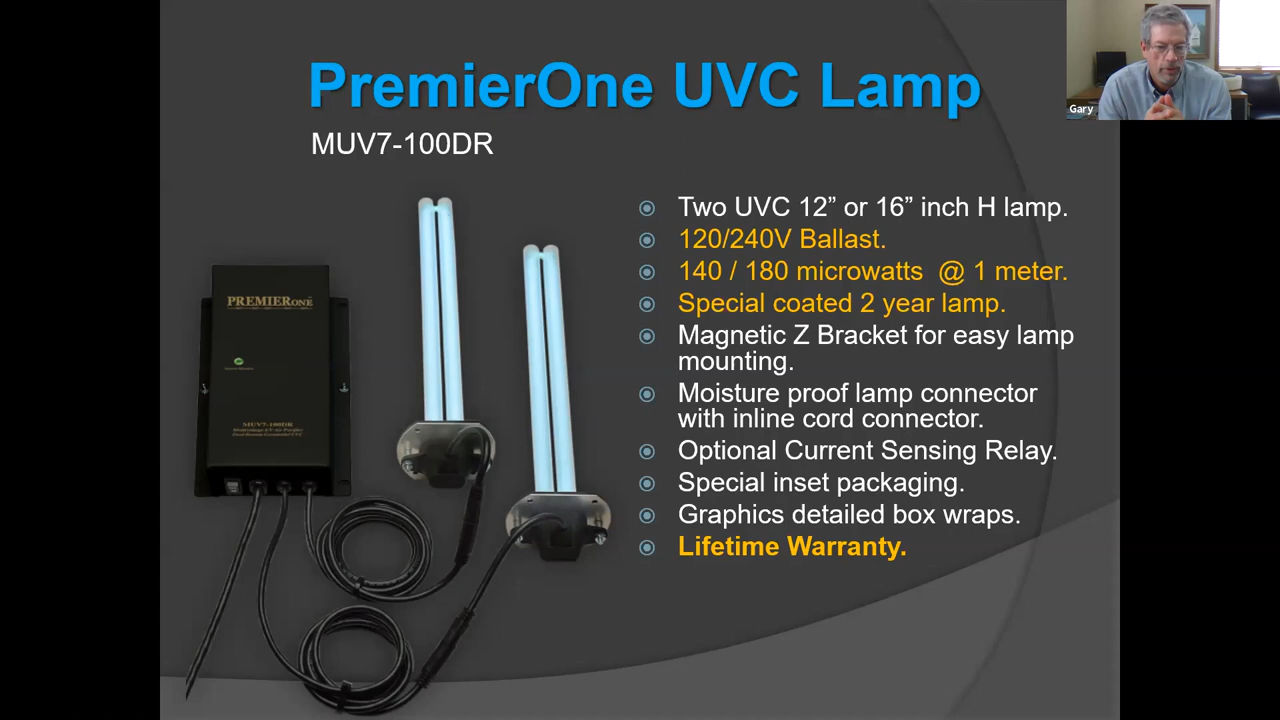 Gary
PremierOne UVC Lamp
MUV7-100DR
Two UVC 12” or 16” inch H lamp.
120/240V Ballast.
140 / 180 microwatts @ 1 meter.
Special coated 2 year lamp.
Magnetic Z Bracket for easy lamp
mounting.
Moisture proof lamp connector
with inline cord connector.
Optional Current Sensing Relay.
Special inset packaging.
Graphics detailed box wraps.
Lifetime Warranty.
PREMIERONE
MUV7-100DR